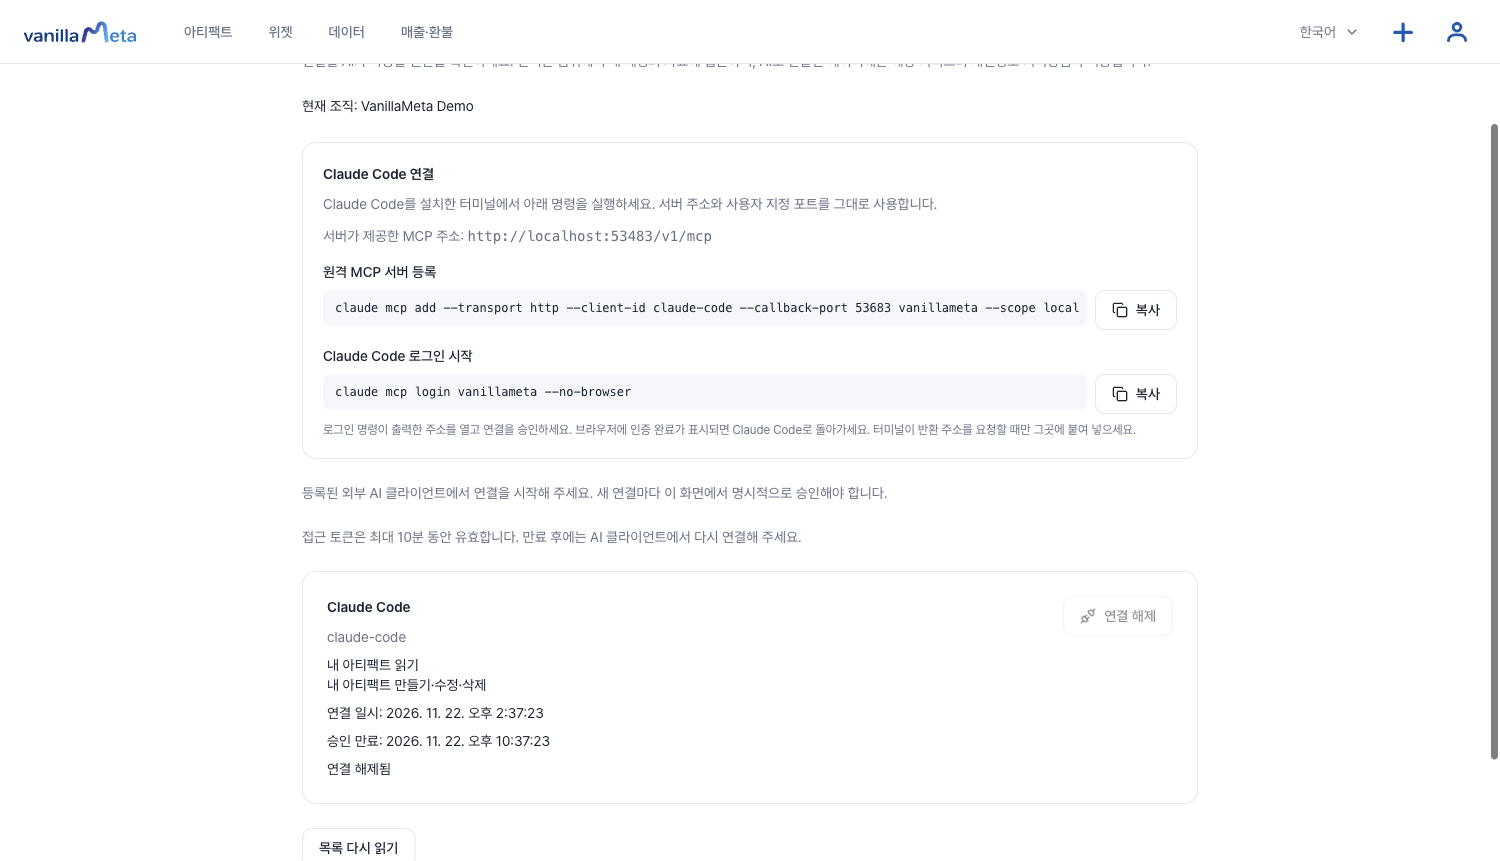 vanillaMeta
아티팩트
위젯
데이터
매출·환불
한국어
현재 조직: VanillaMeta Demo
Claude Code 연결
Claude Code를 설치한 터미널에서 아래 명령을 실행하세요. 서버 주소와 사용자 지정 포트를 그대로 사용합니다.
서버가 제공한 MCP 주소: http://localhost:53483/v1/mcp
원격 MCP 서버 등록
claude mcp add --transport http --client-id claude-code --callback-port 53683 vanillameta --scope local
복사
Claude Code 로그인 시작
claude mcp login vanillameta --no-browser
복사
로그인 명령이 출력한 주소를 열고 연결을 승인하세요. 브라우저에 인증 완료가 표시되면 Claude Code로 돌아가세요. 터미널이 반환 주소를 요청할 때만 그곳에 붙여 넣으세요.
등록된 외부 AI 클라이언트에서 연결을 시작해 주세요. 새 연결마다 이 화면에서 명시적으로 승인해야 합니다.
접근 토큰은 최대 10분 동안 유효합니다. 만료 후에는 AI 클라이언트에서 다시 연결해 주세요.
Claude Code
연결 해제
claude-code
내 아티팩트 읽기
내 아티팩트 만들기·수정·삭제
연결 일시: 2026. 11. 22. 오후 2:37:23
승인 만료: 2026. 11. 22. 오후 10:37:23
연결 해제됨
목록 다시 읽기